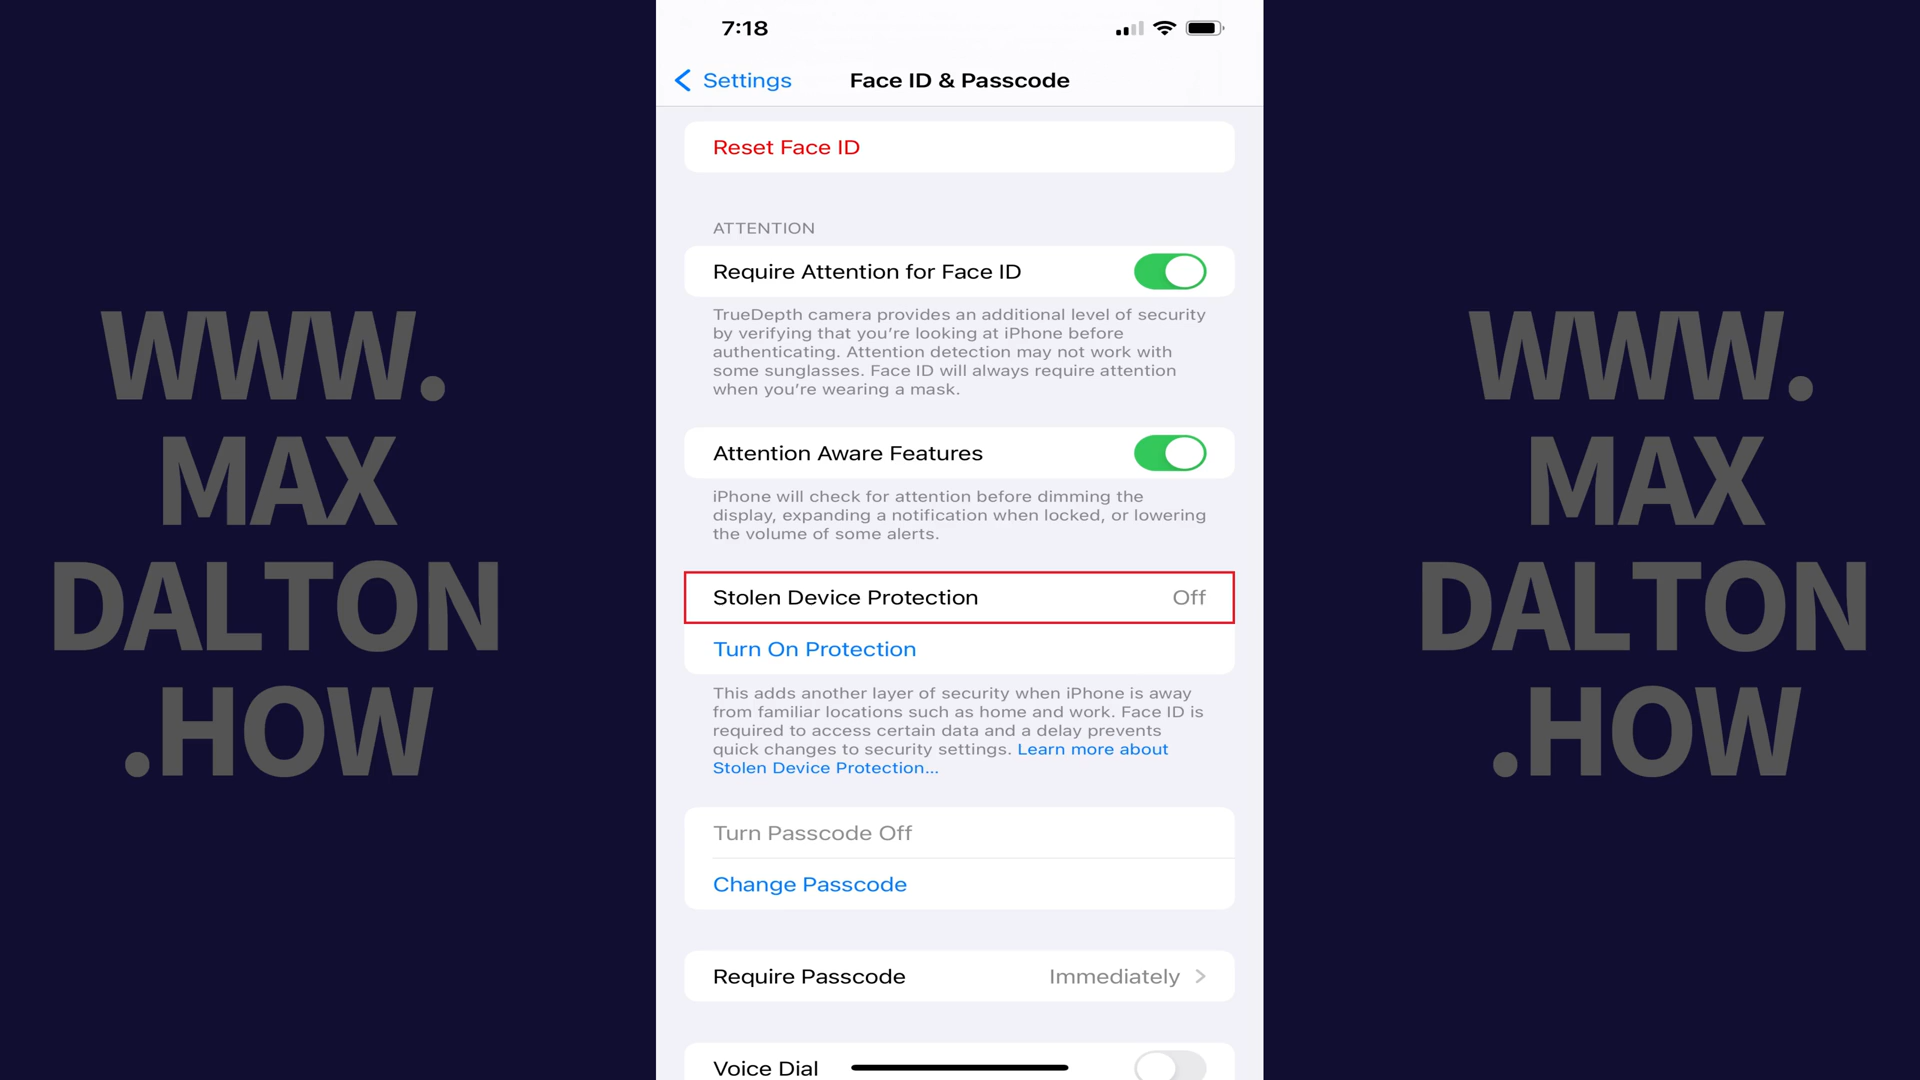 WWW.
MAX
DALTON
.HOW
7:18
Settings
Face ID & Passcode
Reset Face ID
ATTENTION
Require Attention for Face ID
TrueDepth camera provides an additional level of security
by verifying that you’re looking at iPhone before
authenticating. Attention detection may not work with
some sunglasses. Face ID will always require attention
when you’re wearing a mask.
Attention Aware Features
iPhone will check for attention before dimming the
display, expanding a notification when locked, or lowering
the volume of some alerts.
Stolen Device Protection Off
Turn On Protection
This adds another layer of security when iPhone is away
from familiar locations such as home and work. Face ID is
required to access certain data and a delay prevents
quick changes to security settings. Learn more about
Stolen Device Protection...
Turn Passcode Off
Change Passcode
Require Passcode Immediately
Voice Dial
WWW.
MAX
DALTON
.HOW